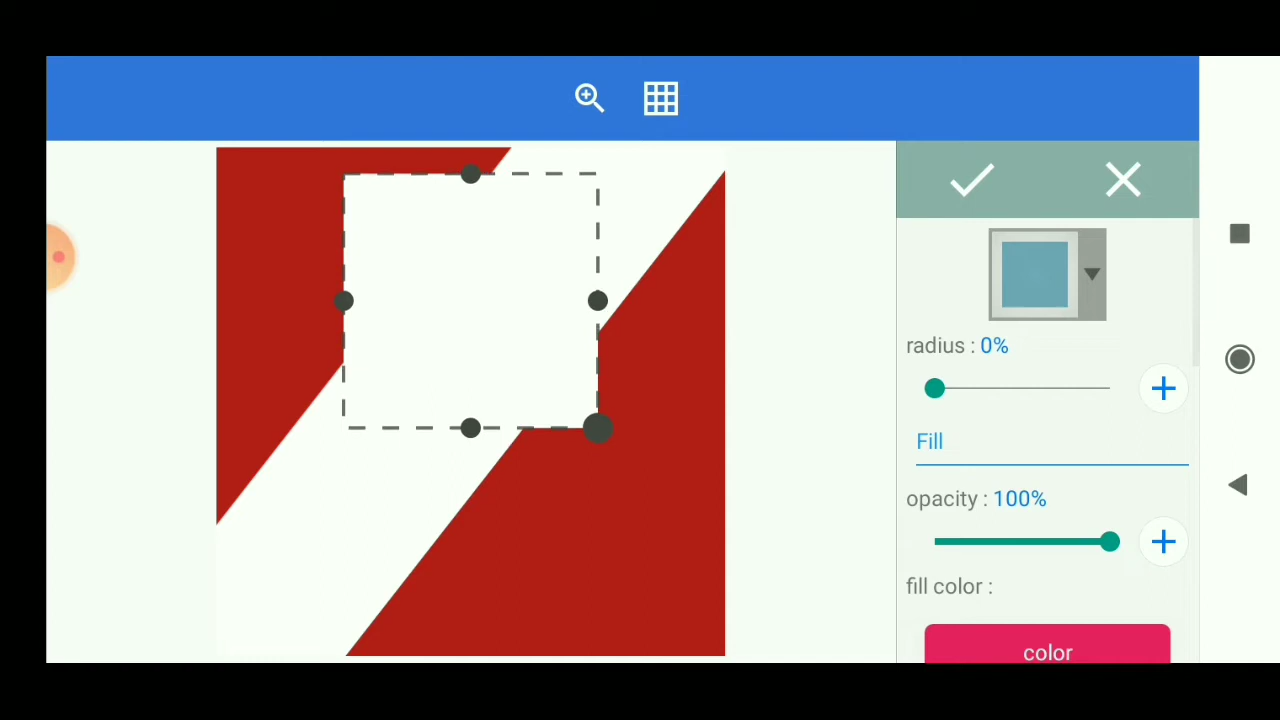 radius : 0%
Fill
opacity : 100%
fill color :
color